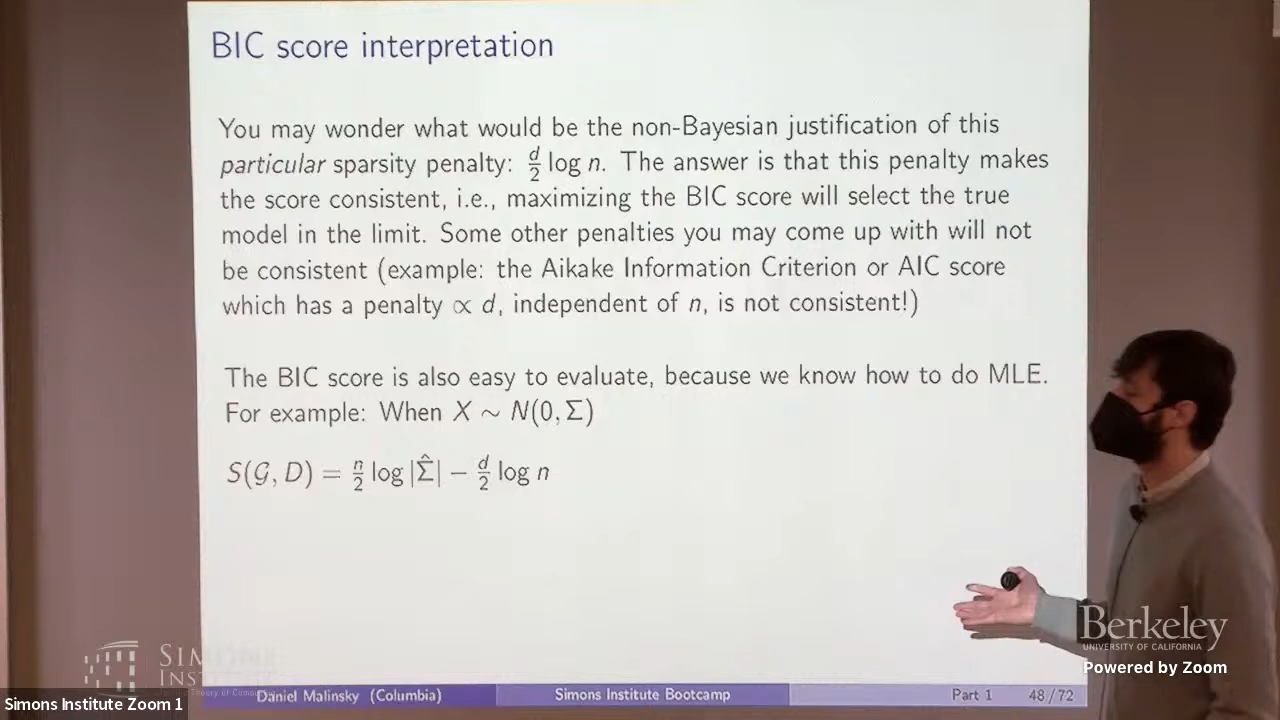 BIC score interpretation
You may wonder what would be the non-Bayesian justification of this
particular sparsity penalty: d/2 log n. The answer is that this penalty makes
the score consistent, i.e., maximizing the BIC score will select the true
model in the limit. Some other penalties you may come up with will not
be consistent (example: the Aikake Information Criterion or AIC score
which has a penalty ∝ d, independent of n, is not consistent!)
The BIC score is also easy to evaluate, because we know how to do MLE.
For example: When X ∼ N(0, Σ)
S(G, D) = n/2 log |Σ̂| − d/2 log n
Berkeley
UNIVERSITY OF CALIFORNIA
Powered by Zoom
SIMONS
INSTITUTE
Daniel Malinsky (Columbia) Simons Institute Bootcamp Part 1 48 / 72
Simons Institute Zoom 1